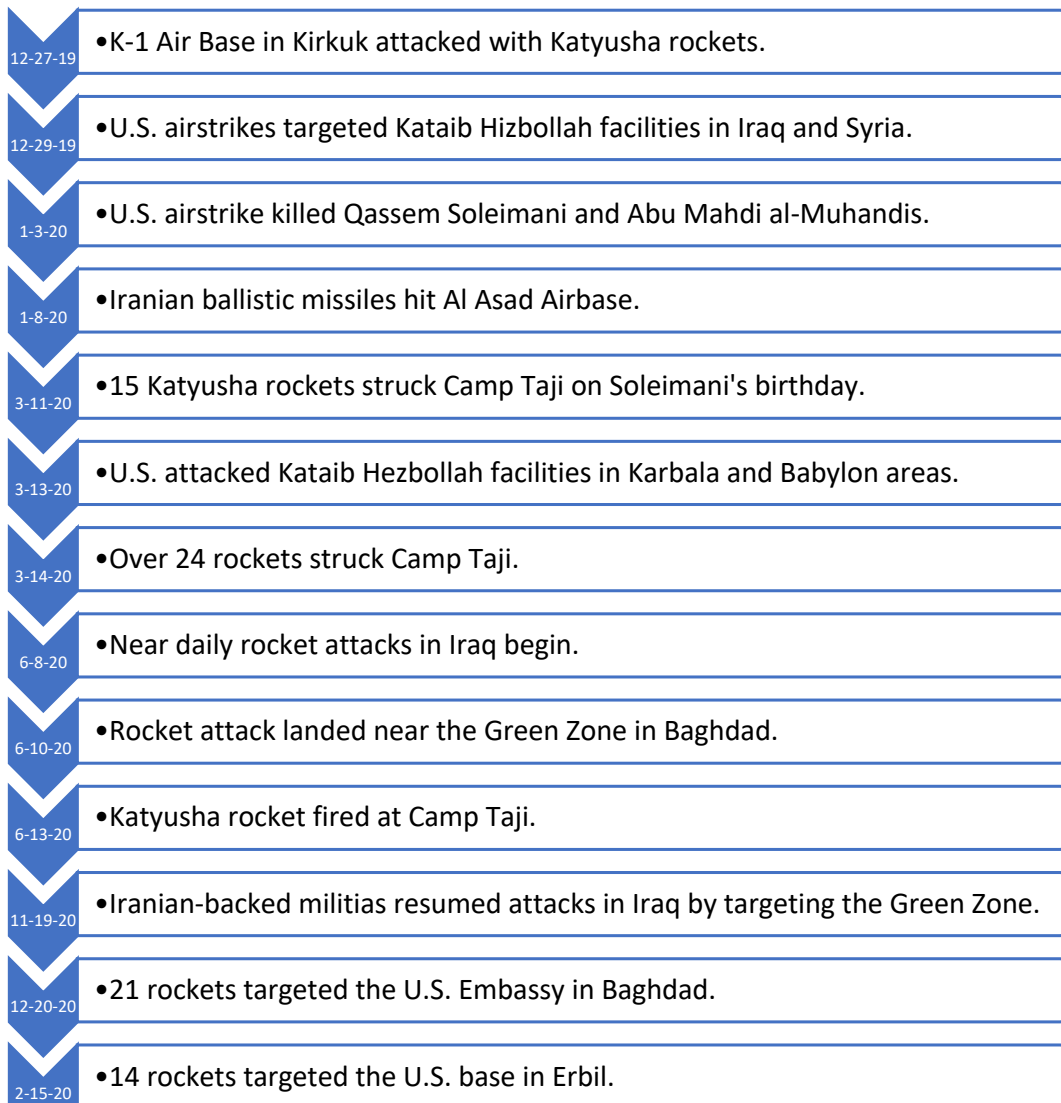 12-27-19
•K-1 Air Base in Kirkuk attacked with Katyusha rockets.
12-29-19
•U.S. airstrikes targeted Kataib Hizbollah facilities in Iraq and Syria.
1-3-20
•U.S. airstrike killed Qassem Soleimani and Abu Mahdi al-Muhandis.
1-8-20
•Iranian ballistic missiles hit Al Asad Airbase.
3-11-20
•15 Katyusha rockets struck Camp Taji on Soleimani's birthday.
3-13-20
•U.S. attacked Kataib Hezbollah facilities in Karbala and Babylon areas.
3-14-20
•Over 24 rockets struck Camp Taji.
6-8-20
•Near daily rocket attacks in Iraq begin.
6-10-20
•Rocket attack landed near the Green Zone in Baghdad.
6-13-20
•Katyusha rocket fired at Camp Taji.
11-19-20
•Iranian-backed militias resumed attacks in Iraq by targeting the Green Zone.
12-20-20
•21 rockets targeted the U.S. Embassy in Baghdad.
2-15-20
•14 rockets targeted the U.S. base in Erbil.